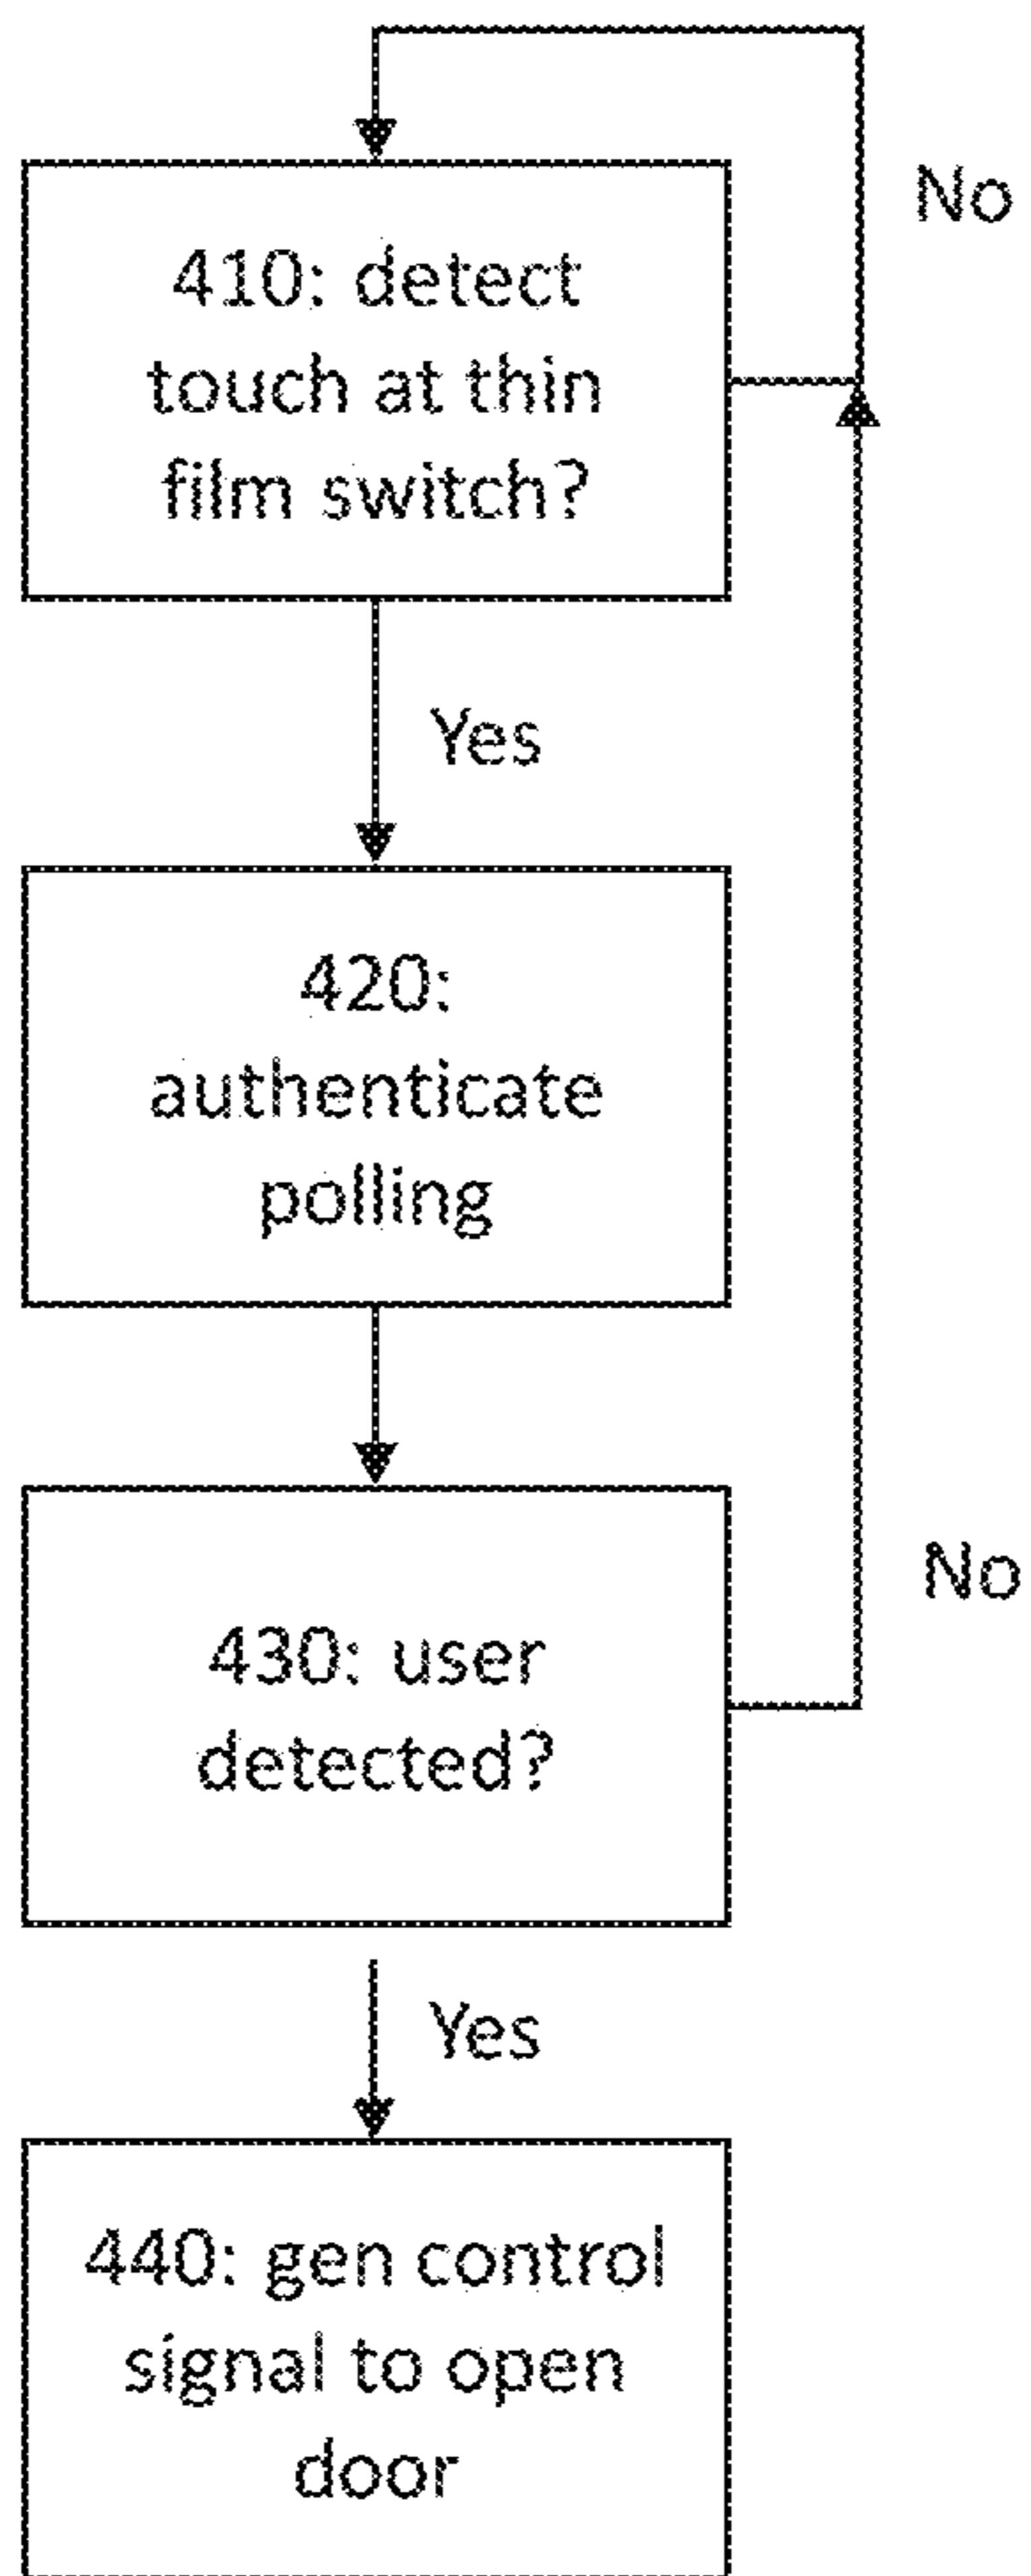 No
410: detect
touch at thin
film switch?
Yes
420:
authenticate
polling
No
430: user
detected?
Yes
440: gen control
signal to open
door